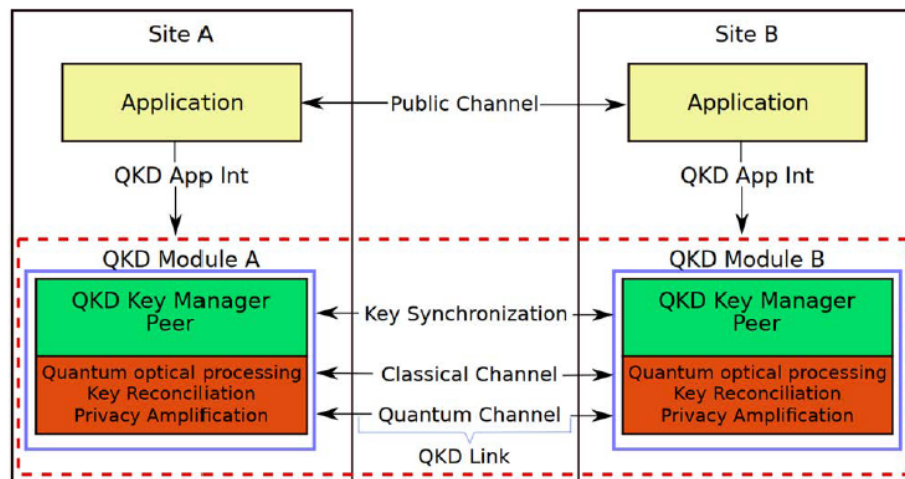 Site A
Site B
Application
Public Channel
Application
QKD App Int
QKD App Int
QKD Module A
QKD Module B
QKD Key Manager
Peer
Key Synchronization
QKD Key Manager
Peer
Quantum optical processing
Key Reconciliation
Privacy Amplification
Classical Channel
Quantum Channel
Quantum optical processing
Key Reconciliation
Privacy Amplification
QKD Link